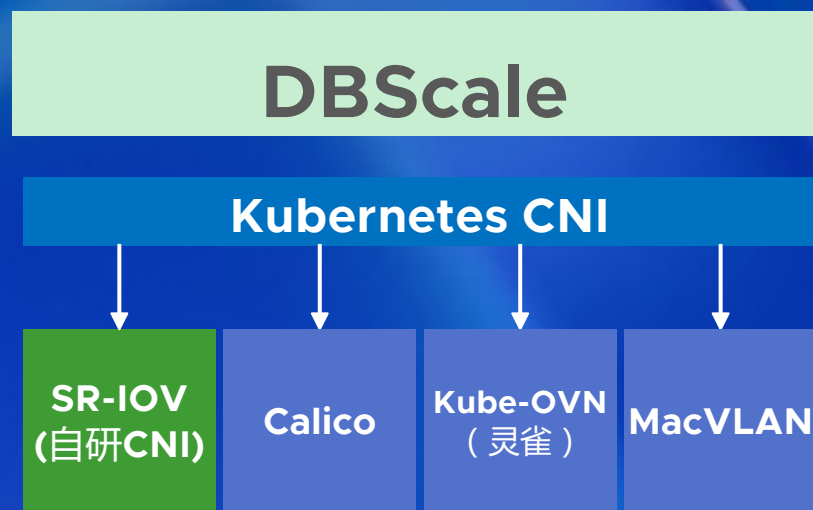 DBScale
Kubernetes CNI
SR-IOV
(自研CNI)
Calico
Kube-OVN
（灵雀）
MacVLAN